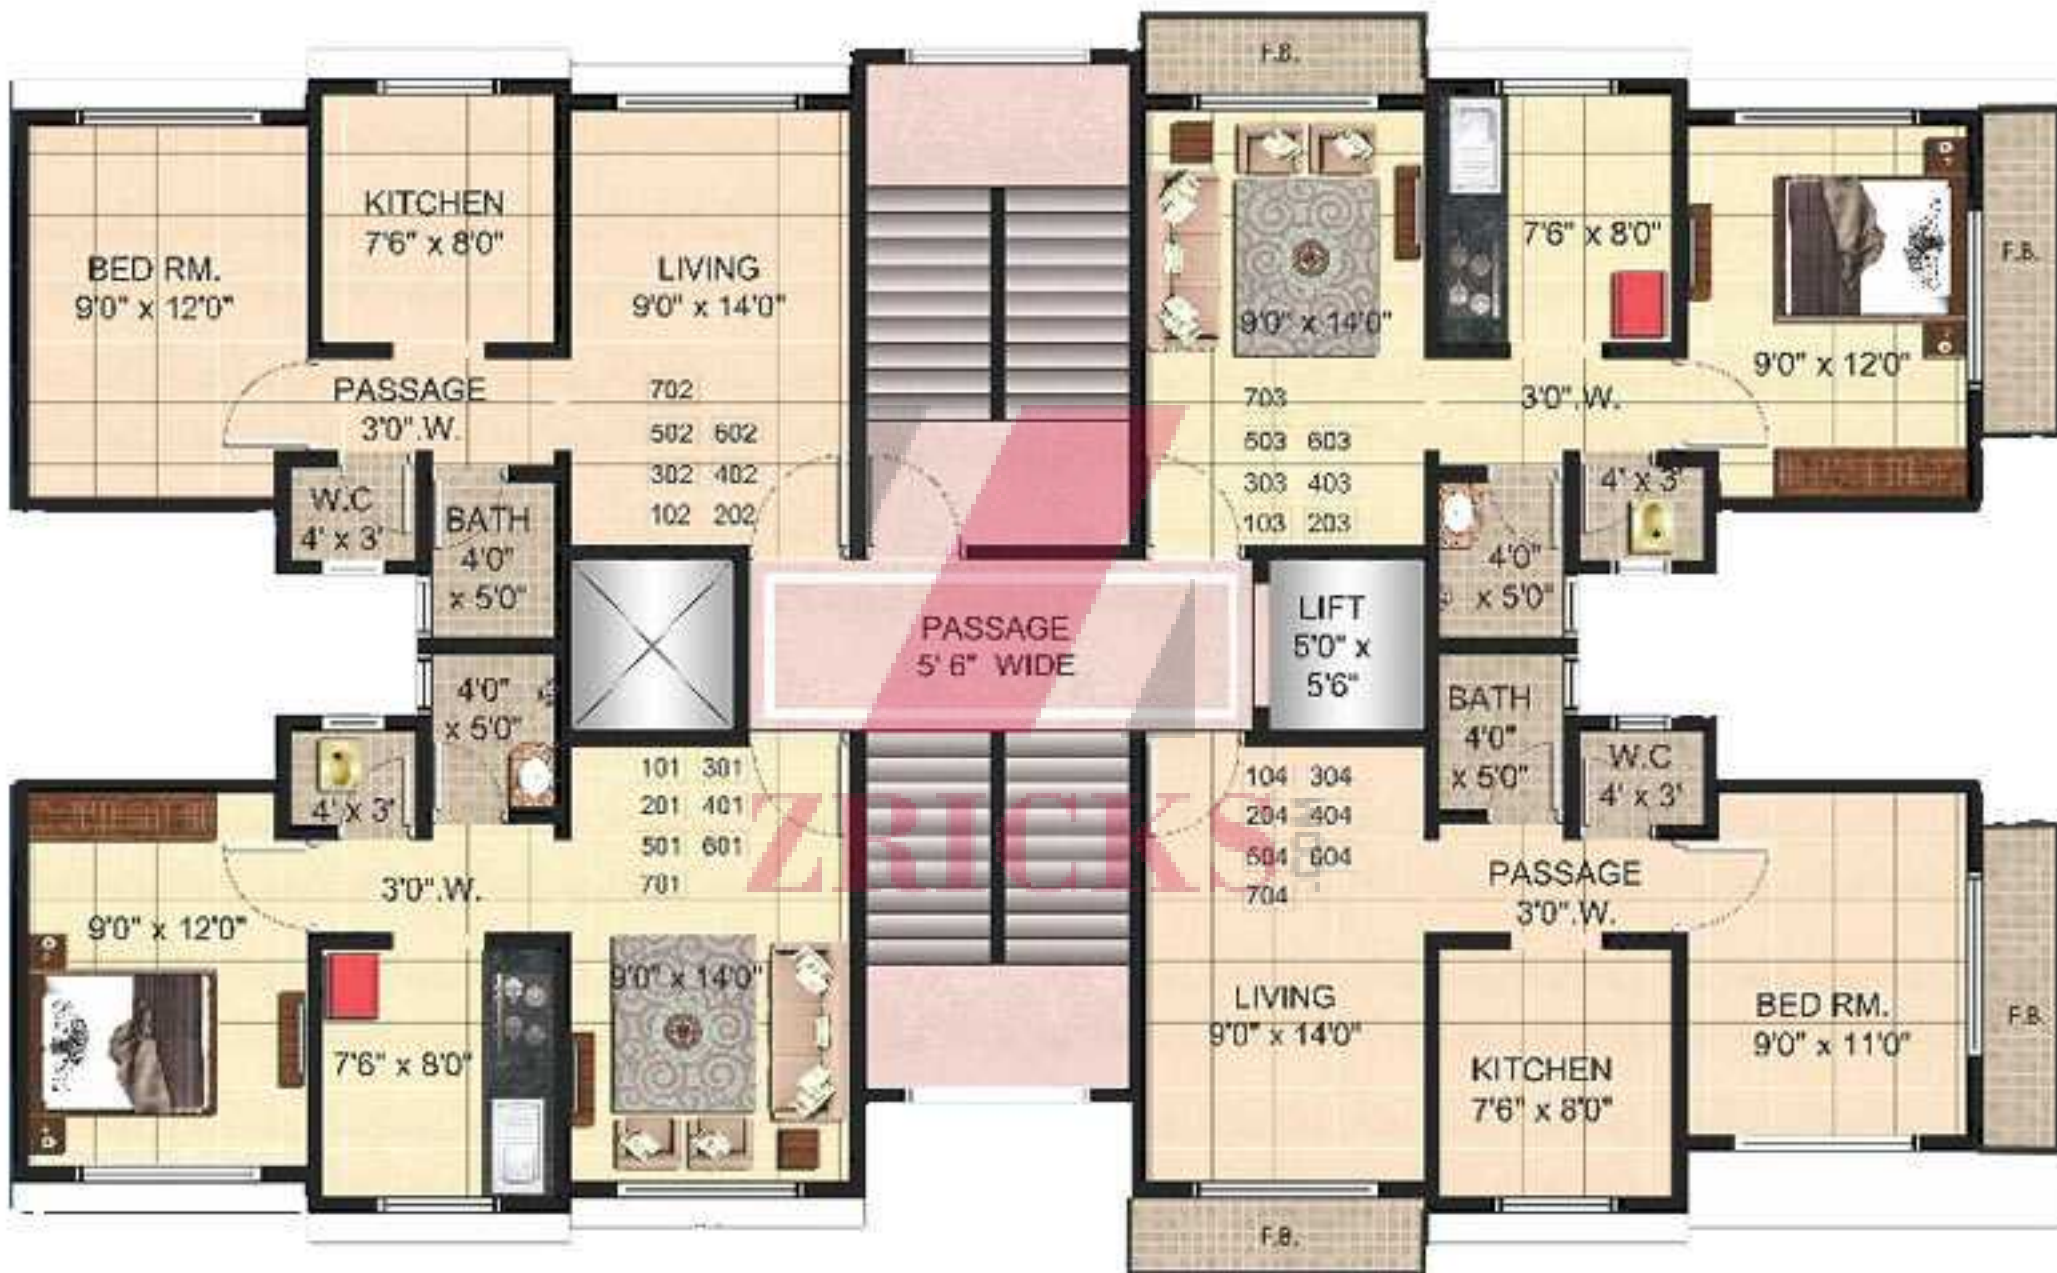 F.B.
KITCHEN
7'6" x 8'0"
BED RM.
9'0" x 12'0"
LIVING
9'0" x 14'0"
PASSAGE
3'0".W.
702
502 602
302 402
102 202
W.C
4' x 3'
BATH
4'0"
x 5'0"
7'6" x 8'0"
F.B.
9'0" x 14'0"
9'0" x 12'0"
703
3'0".W.
503 603
303 403
103 203
4' x 3'
4'0"
x 5'0"
PASSAGE
5' 6" WIDE
LIFT
5'0" x
5'6"
4'0"
x 5'0"
4' x 3'
101 301
201 401
501 601
701
3'0".W.
9'0" x 12'0"
9'0" x 14'0"
7'6" x 8'0"
ZRICKS
104 304
204 404
504 604
704
BATH
4'0"
x 5'0"
W.C
4' x 3'
PASSAGE
3'0".W.
LIVING
9'0" x 14'0"
BED RM.
9'0" x 11'0"
F.B.
KITCHEN
7'6" x 8'0"
F.B.